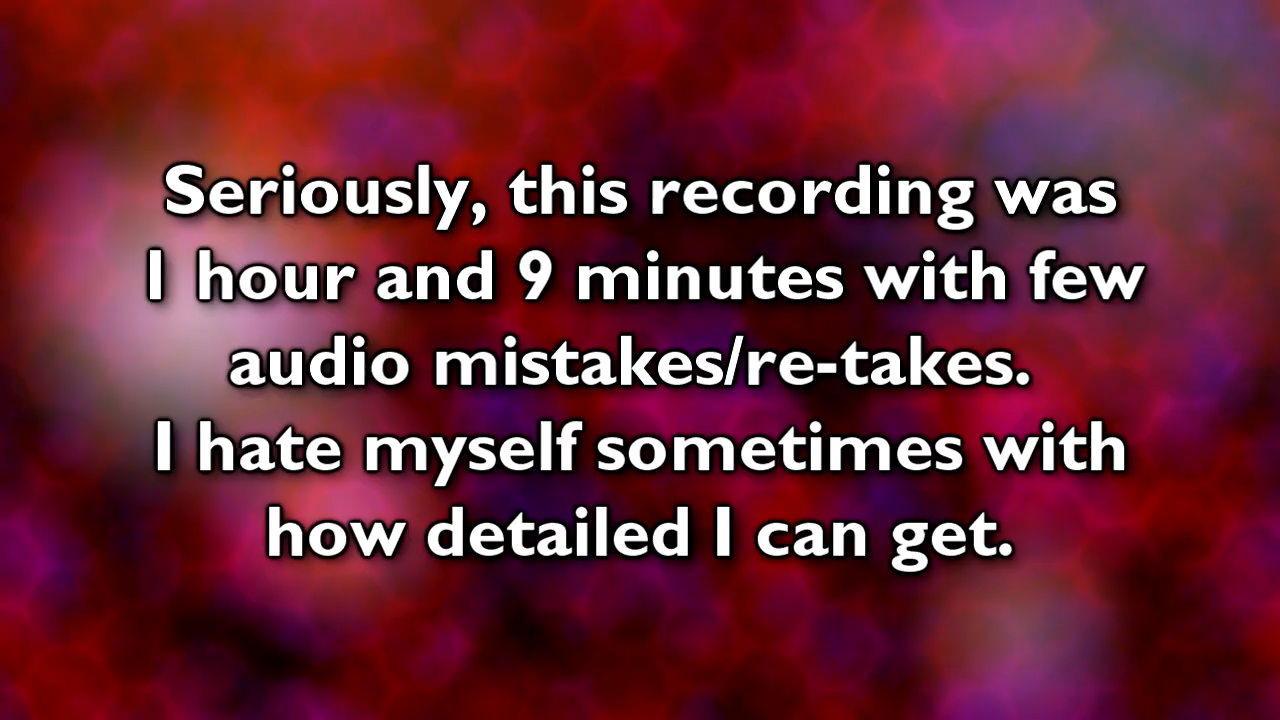 Seriously, this recording was
1 hour and 9 minutes with few
audio mistakes/re-takes.
I hate myself sometimes with
how detailed I can get.